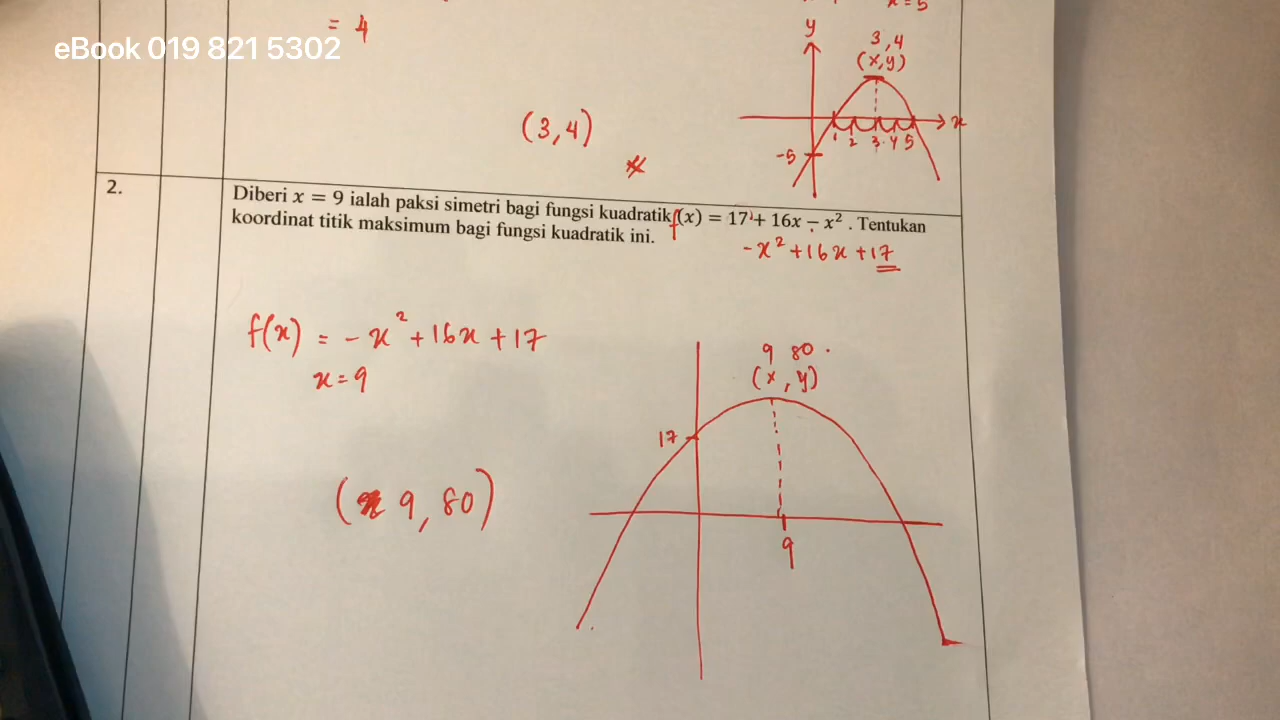 x = 5
= 4
eBook 019 821 5302
y
3,4
(x,y)
(3,4)
x
1 2 3 4 5
-5
2.
Diberi x = 9 ialah paksi simetri bagi fungsi kuadratik f(x) = 17 + 16x − x². Tentukan
koordinat titik maksimum bagi fungsi kuadratik ini.
-x² + 16x + 17
f(x) = -x² + 16x + 17
x = 9
9 80
(x, y)
17
(9, 80)
9